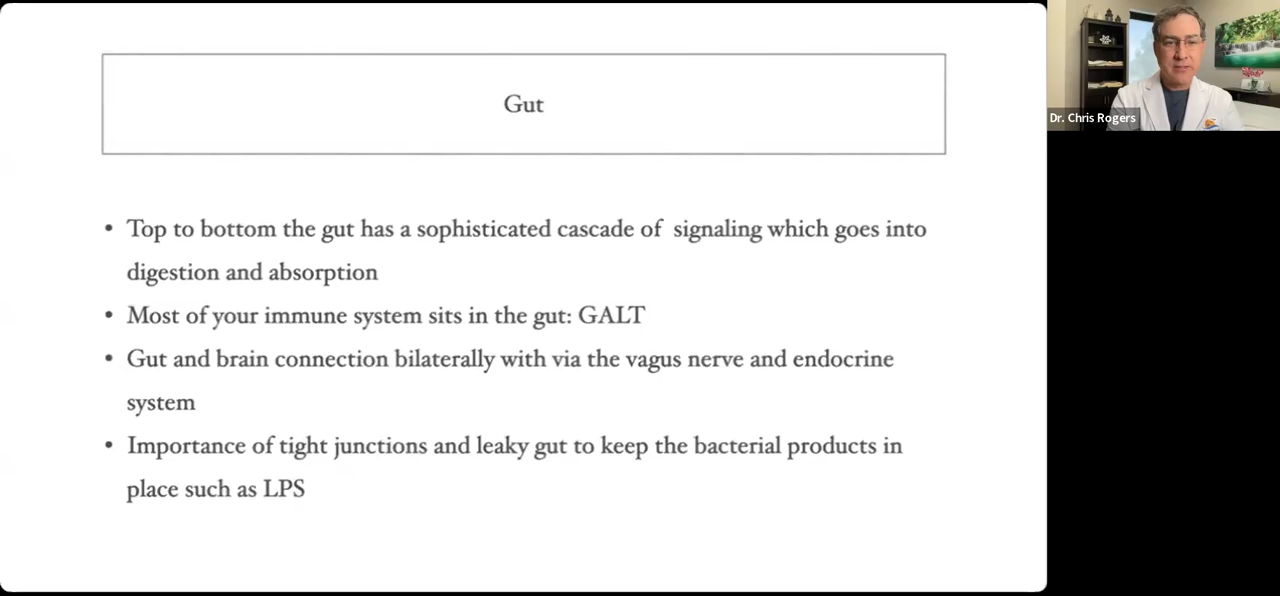 Gut
• Top to bottom the gut has a sophisticated cascade of signaling which goes into
digestion and absorption
• Most of your immune system sits in the gut: GALT
• Gut and brain connection bilaterally with via the vagus nerve and endocrine
system
• Importance of tight junctions and leaky gut to keep the bacterial products in
place such as LPS
Dr. Chris Rogers